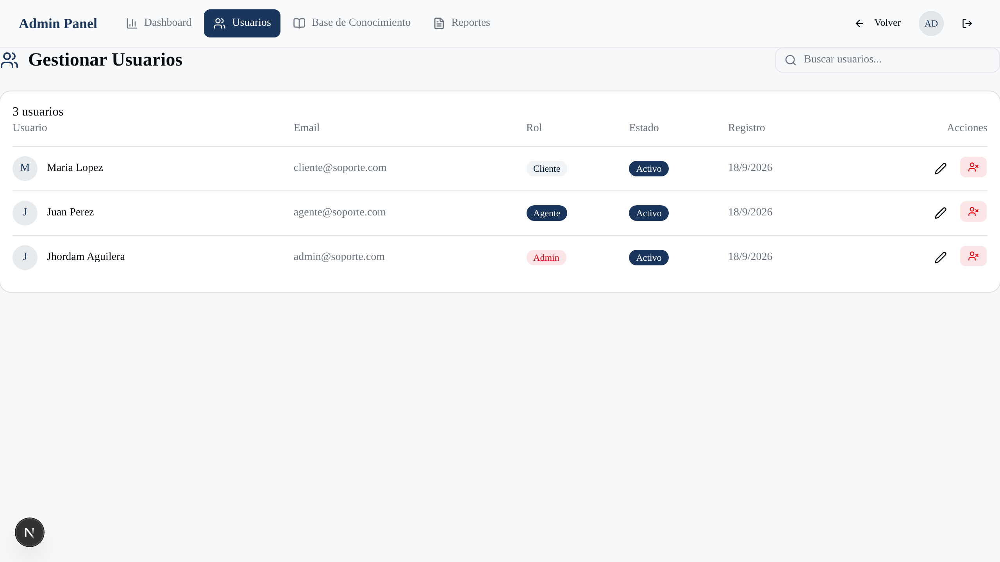 Admin Panel Dashboard Usuarios Base de Conocimiento Reportes Volver AD
Gestionar Usuarios Buscar usuarios...
3 usuarios
Usuario Email Rol Estado Registro Acciones
M Maria Lopez cliente@soporte.com Cliente Activo 18/9/2026
J Juan Perez agente@soporte.com Agente Activo 18/9/2026
J Jhordam Aguilera admin@soporte.com Admin Activo 18/9/2026
N